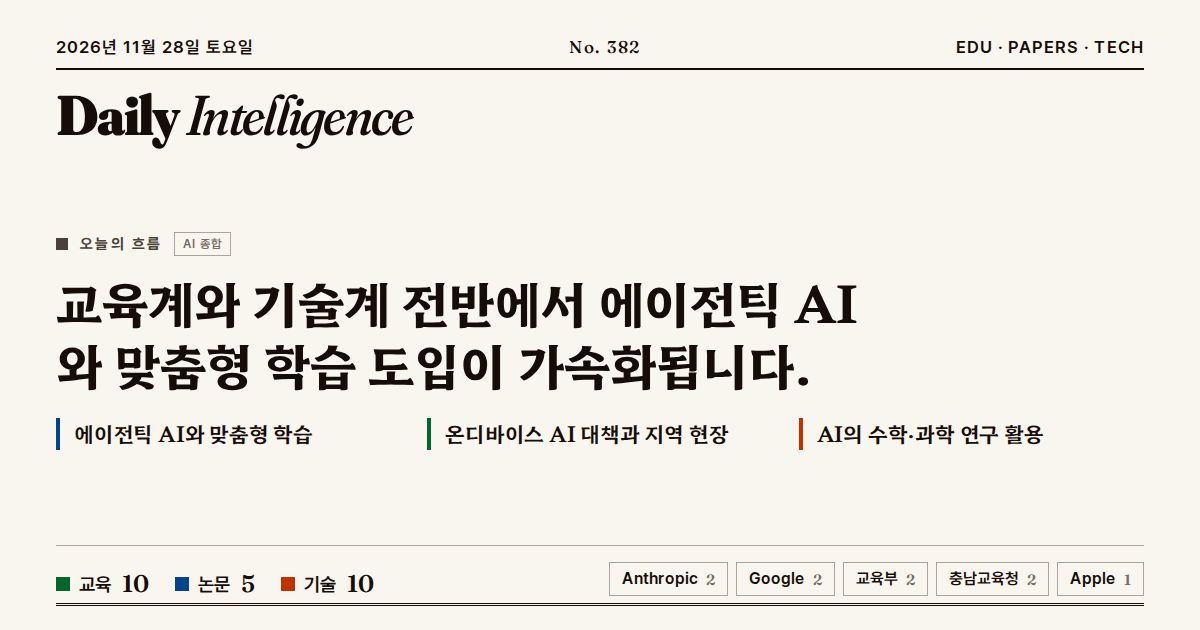 2026년 11월 28일 토요일
No. 382
EDU · PAPERS · TECH
Daily Intelligence
오늘의 흐름
AI 종합
교육계와 기술계 전반에서 에이전틱 AI
와 맞춤형 학습 도입이 가속화됩니다.
에이전틱 AI와 맞춤형 학습
온디바이스 AI 대책과 지역 현장
AI의 수학·과학 연구 활용
교육 10
논문 5
기술 10
Anthropic 2
Google 2
교육부 2
충남교육청 2
Apple 1